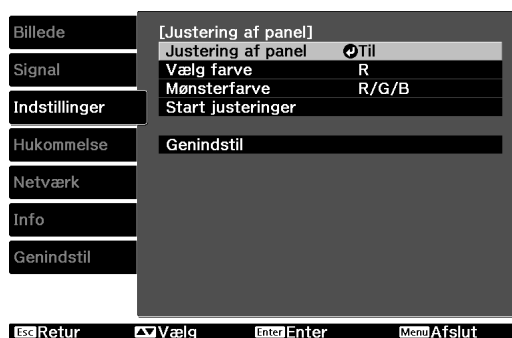 Billede
Signal
Indstillinger
Hukommelse
Netværk
Info
Genindstil
[Justering af panel]
Justering af panel Til
Vælg farve R
Mønsterfarve R/G/B
Start justeringer
Genindstil
Esc Retur Vælg Enter Enter Menu Afslut